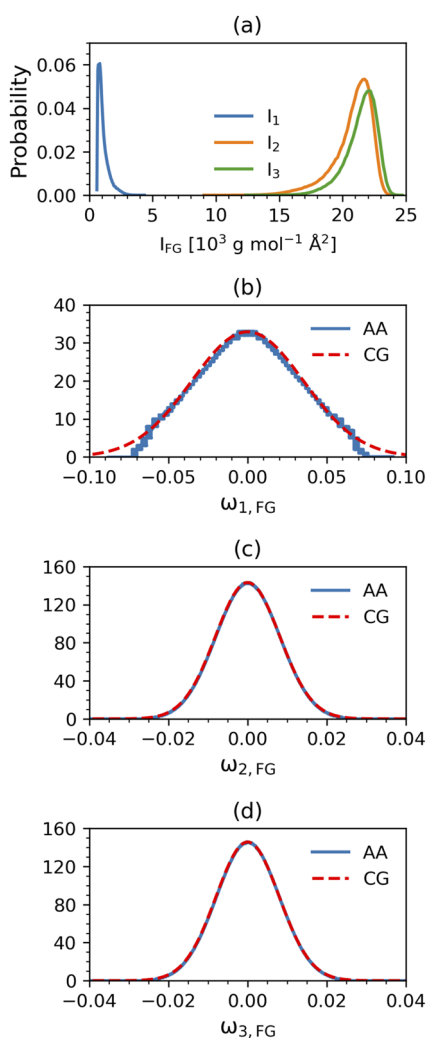 (a)
Probability
0.06
0.04
0.02
0.00
I₁
I₂
I₃
0 5 10 15 20 25
I_FG [10³ g mol⁻¹ Å²]
(b)
40
30
20
10
0
AA
CG
−0.10 −0.05 0.00 0.05 0.10
ω₁,FG
(c)
160
120
80
40
0
AA
CG
−0.04 −0.02 0.00 0.02 0.04
ω₂,FG
(d)
160
120
80
40
0
AA
CG
−0.04 −0.02 0.00 0.02 0.04
ω₃,FG